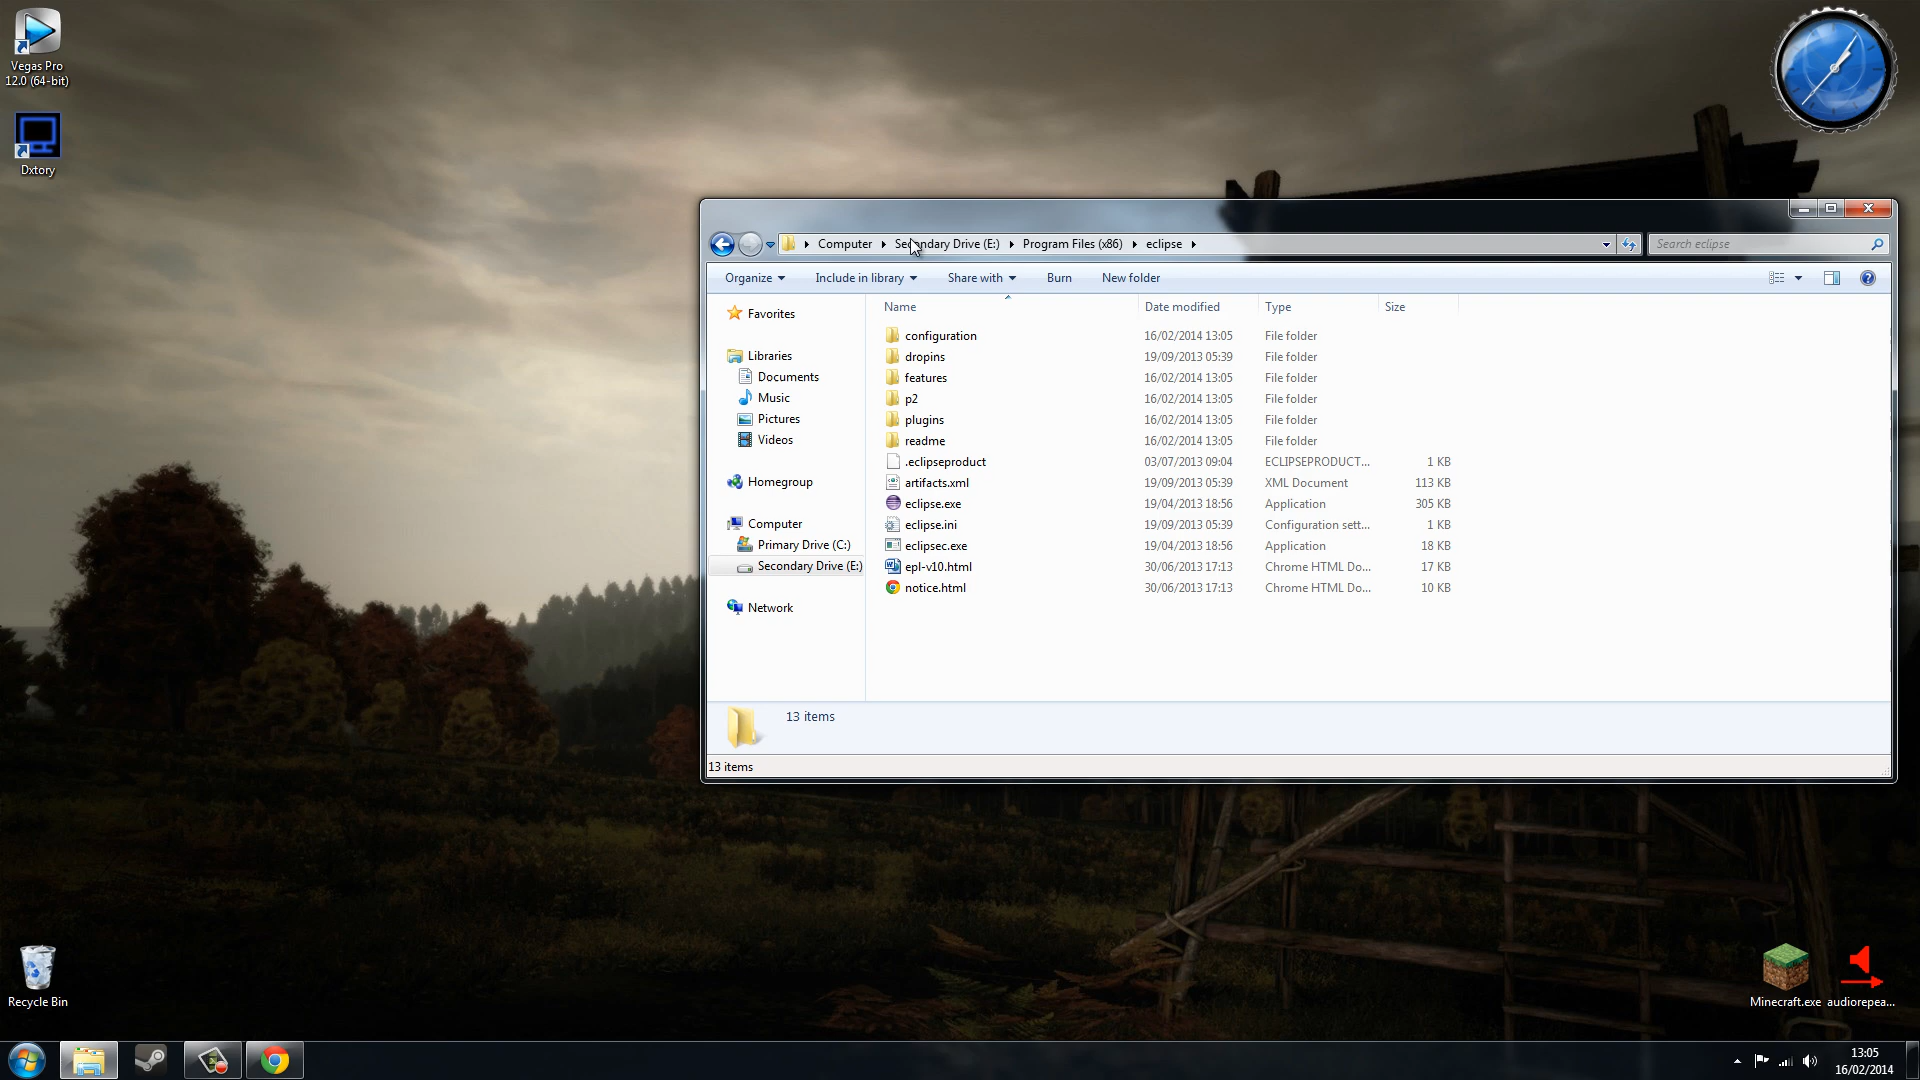 Vegas Pro
12.0 (64-bit)
Dxtory
Computer Secondary Drive (E:) Program Files (x86) eclipse
Search eclipse
Organize Include in library Share with Burn New folder
Name Date modified Type Size
Favorites
Libraries
Documents
Music
Pictures
Videos
Homegroup
Computer
Primary Drive (C:)
Secondary Drive (E:)
Network
configuration 16/02/2014 13:05 File folder
dropins 19/09/2013 05:39 File folder
features 16/02/2014 13:05 File folder
p2 16/02/2014 13:05 File folder
plugins 16/02/2014 13:05 File folder
readme 16/02/2014 13:05 File folder
.eclipseproduct 03/07/2013 09:04 ECLIPSEPRODUCT... 1 KB
artifacts.xml 19/09/2013 05:39 XML Document 113 KB
eclipse.exe 19/04/2013 18:56 Application 305 KB
eclipse.ini 19/09/2013 05:39 Configuration sett... 1 KB
eclipsec.exe 19/04/2013 18:56 Application 18 KB
epl-v10.html 30/06/2013 17:13 Chrome HTML Do... 17 KB
notice.html 30/06/2013 17:13 Chrome HTML Do... 10 KB
13 items
13 items
Recycle Bin
Minecraft.exe audiorepea...
13:05
16/02/2014